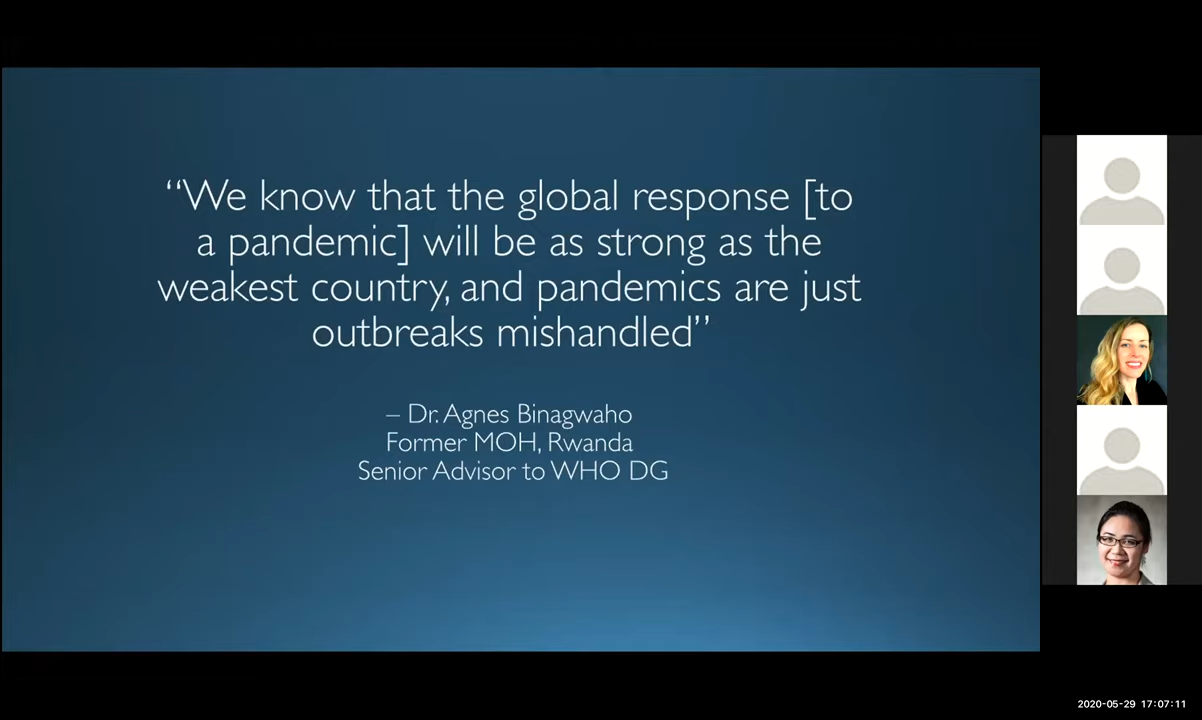 “We know that the global response [to
a pandemic] will be as strong as the
weakest country, and pandemics are just
outbreaks mishandled”
– Dr. Agnes Binagwaho
Former MOH, Rwanda
Senior Advisor to WHO DG
2020-05-29 17:07:11